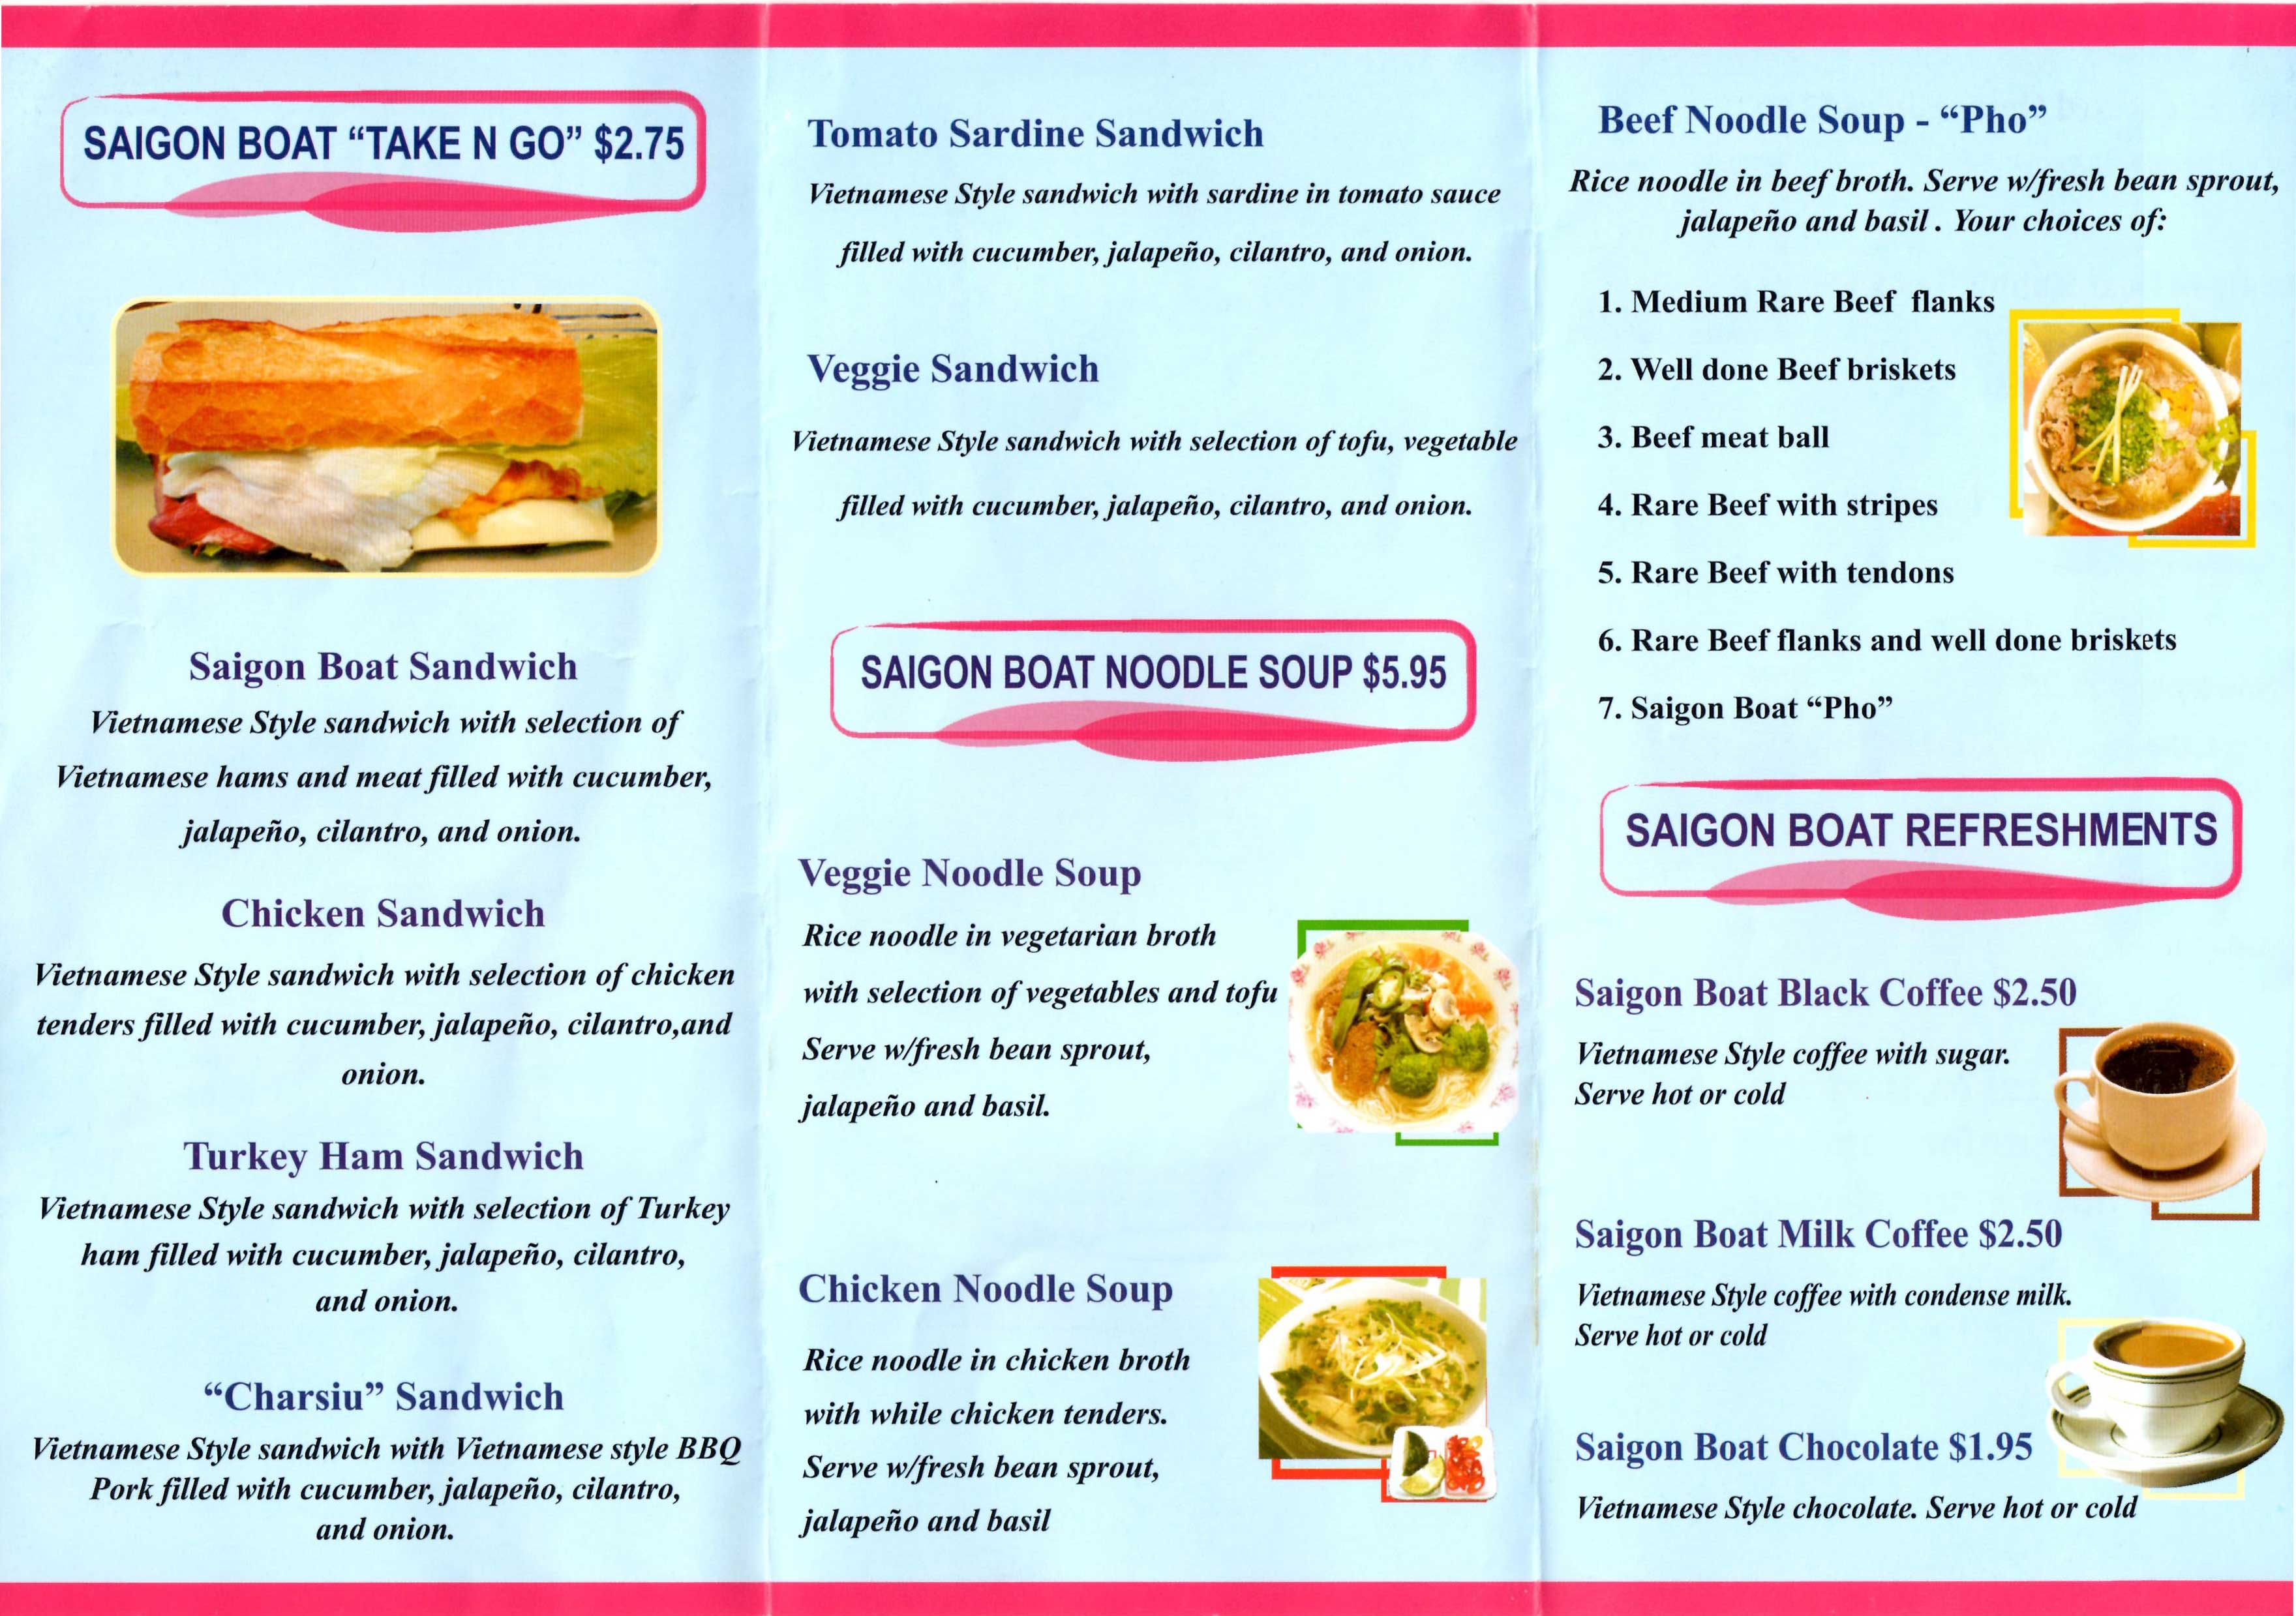 SAIGON BOAT “TAKE N GO” $2.75
Saigon Boat Sandwich
Vietnamese Style sandwich with selection of
Vietnamese hams and meat filled with cucumber,
jalapeño, cilantro, and onion.
Chicken Sandwich
Vietnamese Style sandwich with selection of chicken
tenders filled with cucumber, jalapeño, cilantro,and
onion.
Turkey Ham Sandwich
Vietnamese Style sandwich with selection of Turkey
ham filled with cucumber, jalapeño, cilantro,
and onion.
“Charsiu” Sandwich
Vietnamese Style sandwich with Vietnamese style BBQ
Pork filled with cucumber, jalapeño, cilantro,
and onion.
Tomato Sardine Sandwich
Vietnamese Style sandwich with sardine in tomato sauce
filled with cucumber, jalapeño, cilantro, and onion.
Veggie Sandwich
Vietnamese Style sandwich with selection of tofu, vegetable
filled with cucumber, jalapeño, cilantro, and onion.
SAIGON BOAT NOODLE SOUP $5.95
Veggie Noodle Soup
Rice noodle in vegetarian broth
with selection of vegetables and tofu
Serve w/fresh bean sprout,
jalapeño and basil.
Chicken Noodle Soup
Rice noodle in chicken broth
with while chicken tenders.
Serve w/fresh bean sprout,
jalapeño and basil
Beef Noodle Soup - “Pho”
Rice noodle in beef broth. Serve w/fresh bean sprout,
jalapeño and basil . Your choices of:
1. Medium Rare Beef flanks
2. Well done Beef briskets
3. Beef meat ball
4. Rare Beef with stripes
5. Rare Beef with tendons
6. Rare Beef flanks and well done briskets
7. Saigon Boat “Pho”
SAIGON BOAT REFRESHMENTS
Saigon Boat Black Coffee $2.50
Vietnamese Style coffee with sugar.
Serve hot or cold
Saigon Boat Milk Coffee $2.50
Vietnamese Style coffee with condense milk.
Serve hot or cold
Saigon Boat Chocolate $1.95
Vietnamese Style chocolate. Serve hot or cold